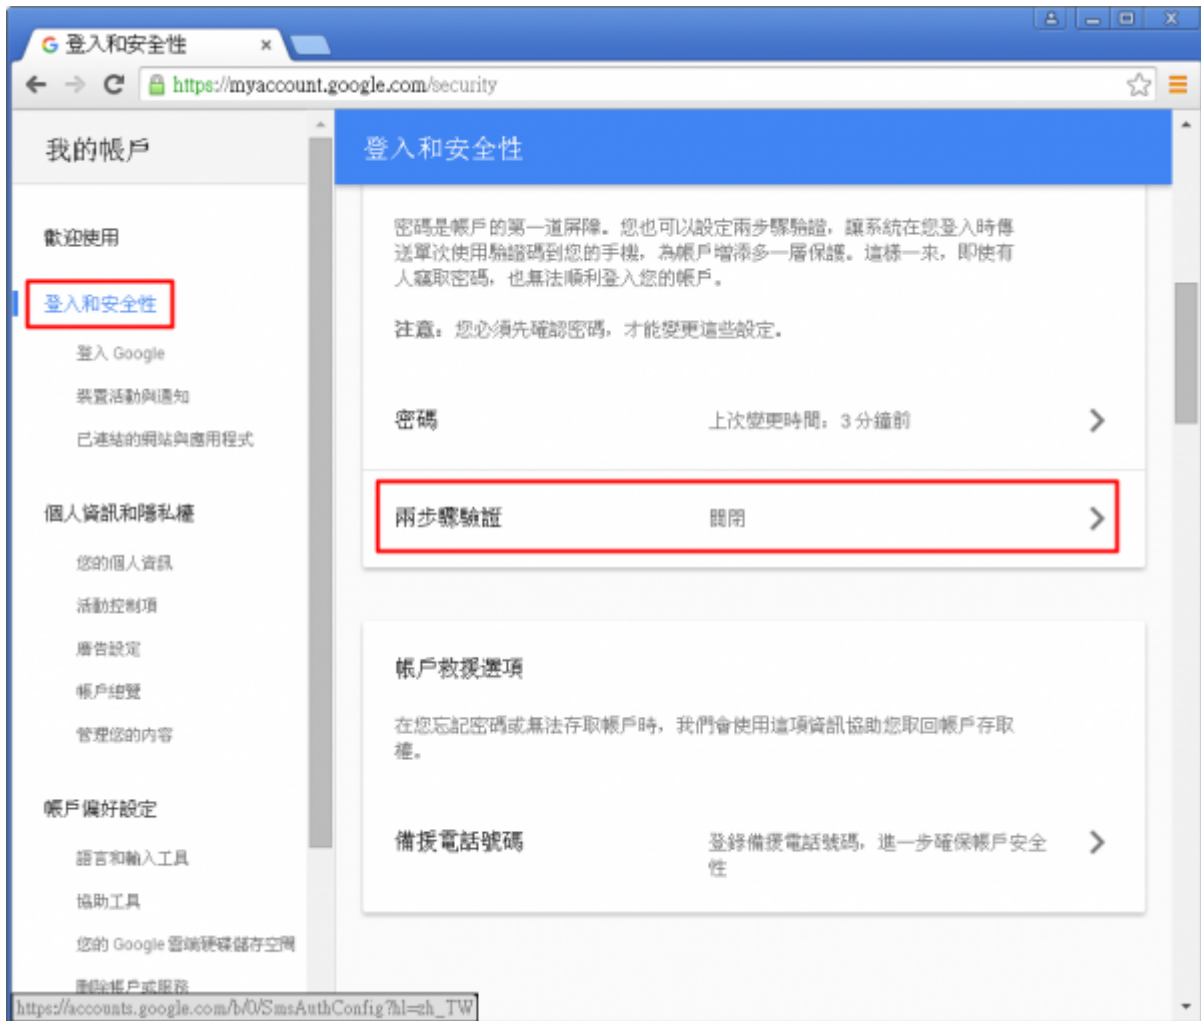 登入和安全性
https://myaccount.google.com/security
我的帳戶
歡迎使用
登入和安全性
登入 Google
裝置活動與通知
已連結的網站與應用程式
個人資訊和隱私權
您的個人資訊
活動控制項
廣告設定
帳戶總覽
管理您的內容
帳戶偏好設定
語言和輸入工具
協助工具
您的 Google 雲端硬碟儲存空間
刪除帳戶或服務
登入和安全性
密碼是帳戶的第一道屏障。您也可以設定兩步驟驗證，讓系統在您登入時傳
送單次使用驗證碼到您的手機，為帳戶增添多一層保護。這樣一來，即使有
人竊取密碼，也無法順利登入您的帳戶。
注意：您必須先確認密碼，才能變更這些設定。
密碼 上次變更時間：3 分鐘前
兩步驟驗證 關閉
帳戶救援選項
在您忘記密碼或無法存取帳戶時，我們會使用這項資訊協助您取回帳戶存取
權。
備援電話號碼 登錄備援電話號碼，進一步確保帳戶安全
性
https://accounts.google.com/b/0/SmsAuthConfig?hl=zh_TW